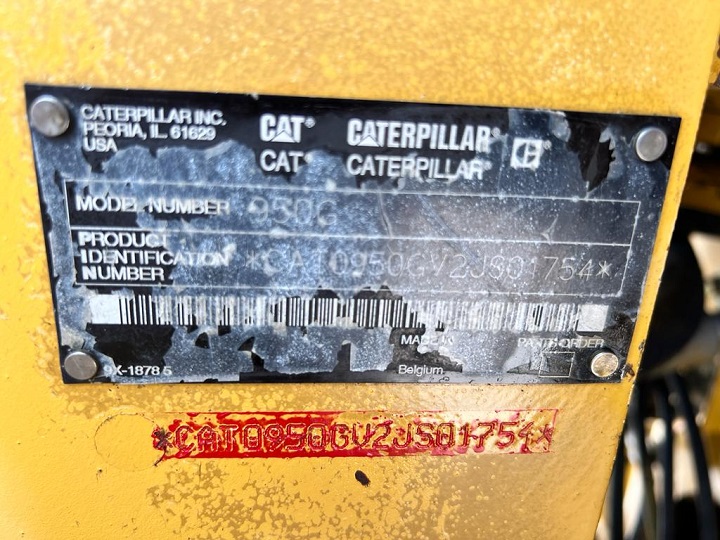 CATERPILLAR INC.
PEORIA, IL. 61629
USA
CAT® CATERPILLAR®
CAT® CATERPILLAR®
MODEL NUMBER 950G
PRODUCT
IDENTIFICATION
NUMBER
*CAT0950GV2JS01754*
MADE IN
Belgium
PARTS ORDER
9X-1878 5
*CAT0950GV2JS01754*